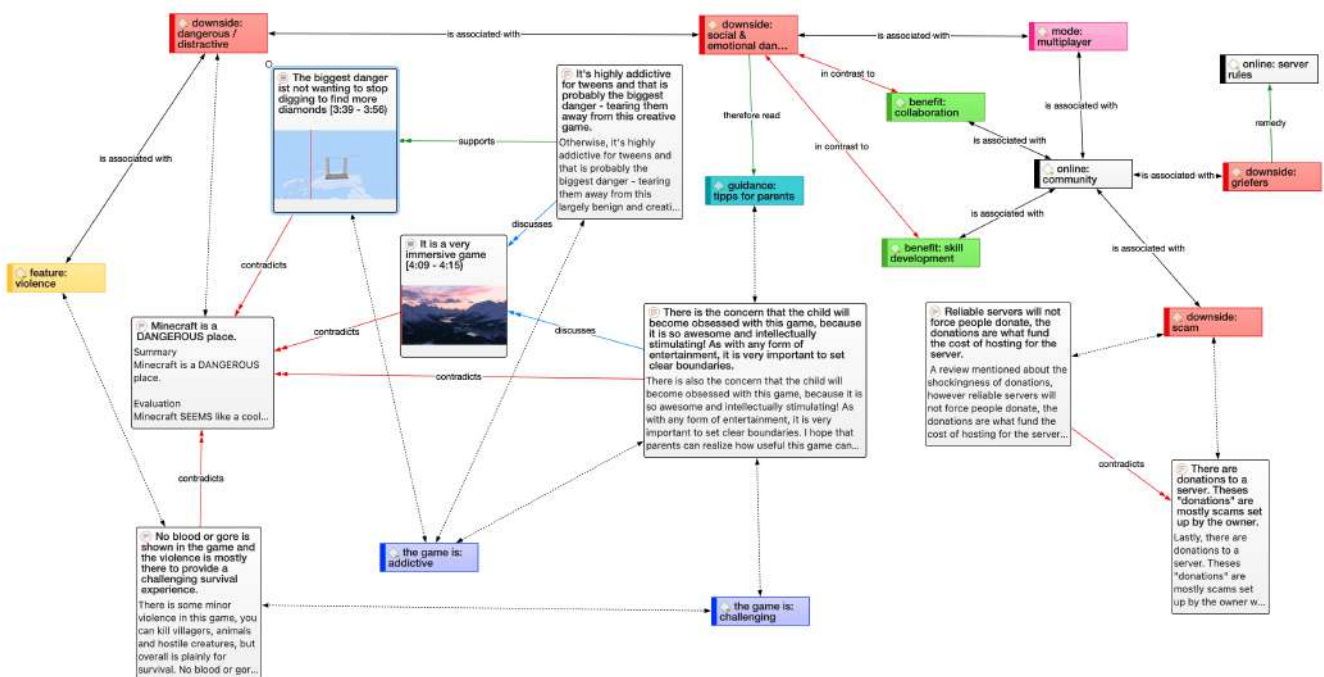 downside:
dangerous /
distractive
is associated with
downside:
social &
emotional dan...
is associated with
mode:
multiplayer
online: server
rules
The biggest danger
ist not wanting to stop
digging to find more
diamonds [3:39 - 3:56)
It's highly addictive
for tweens and that is
probably the biggest
danger - tearing them
away from this creative
game.
Otherwise, it's highly
addictive for tweens and
that is probably the
biggest danger - tearing
them away from this
largely benign and creati...
in contrast to
benefit:
collaboration
is associated with
therefore read
remedy
supports
is associated with
in contrast to
guidance:
tipps for parents
online:
community
is associated with
downside:
griefers
is associated with
discusses
It is a very
immersive game
[4:09 - 4:15)
benefit: skill
development
is associated with
contradicts
feature:
violence
Minecraft is a
DANGEROUS place.
Summary
Minecraft is a DANGEROUS
place.
Evaluation
Minecraft SEEMS like a cool...
contradicts
discusses
contradicts
There is the concern that the child will
become obsessed with this game, because
it is so awesome and intellectually
stimulating! As with any form of
entertainment, it is very important to set
clear boundaries.
There is also the concern that the child will
become obsessed with this game, because it is
so awesome and intellectually stimulating! As
with any form of entertainment, it is very
important to set clear boundaries. I hope that
parents can realize how useful this game can...
Reliable servers will not
force people donate, the
donations are what fund
the cost of hosting for the
server.
A review mentioned about the
shockingness of donations,
however reliable servers will
not force people donate, the
donations are what fund the
cost of hosting for the server...
downside:
scam
contradicts
There are
donations to a
server. Theses
"donations" are
mostly scams set
up by the owner.
Lastly, there are
donations to a
server. Theses
"donations" are
mostly scams set
up by the owner w...
contradicts
No blood or gore is
shown in the game and
the violence is mostly
there to provide a
challenging survival
experience.
There is some minor
violence in this game, you
can kill villagers, animals
and hostile creatures, but
overall is plainly for
survival. No blood or gor...
the game is:
addictive
the game is:
challenging